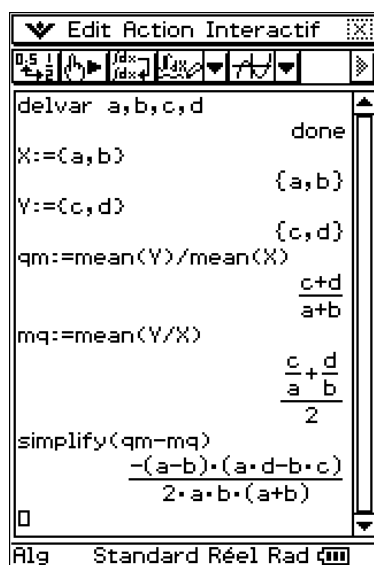 Edit Action Interactif
delvar a,b,c,d
done
X:={a,b}
{a,b}
Y:={c,d}
{c,d}
qm:=mean(Y)/mean(X)
c+d
a+b
mq:=mean(Y/X)
c/a + d/b
2
simplify(qm-mq)
-(a-b)·(a·d-b·c)
2·a·b·(a+b)
Alg Standard Réel Rad